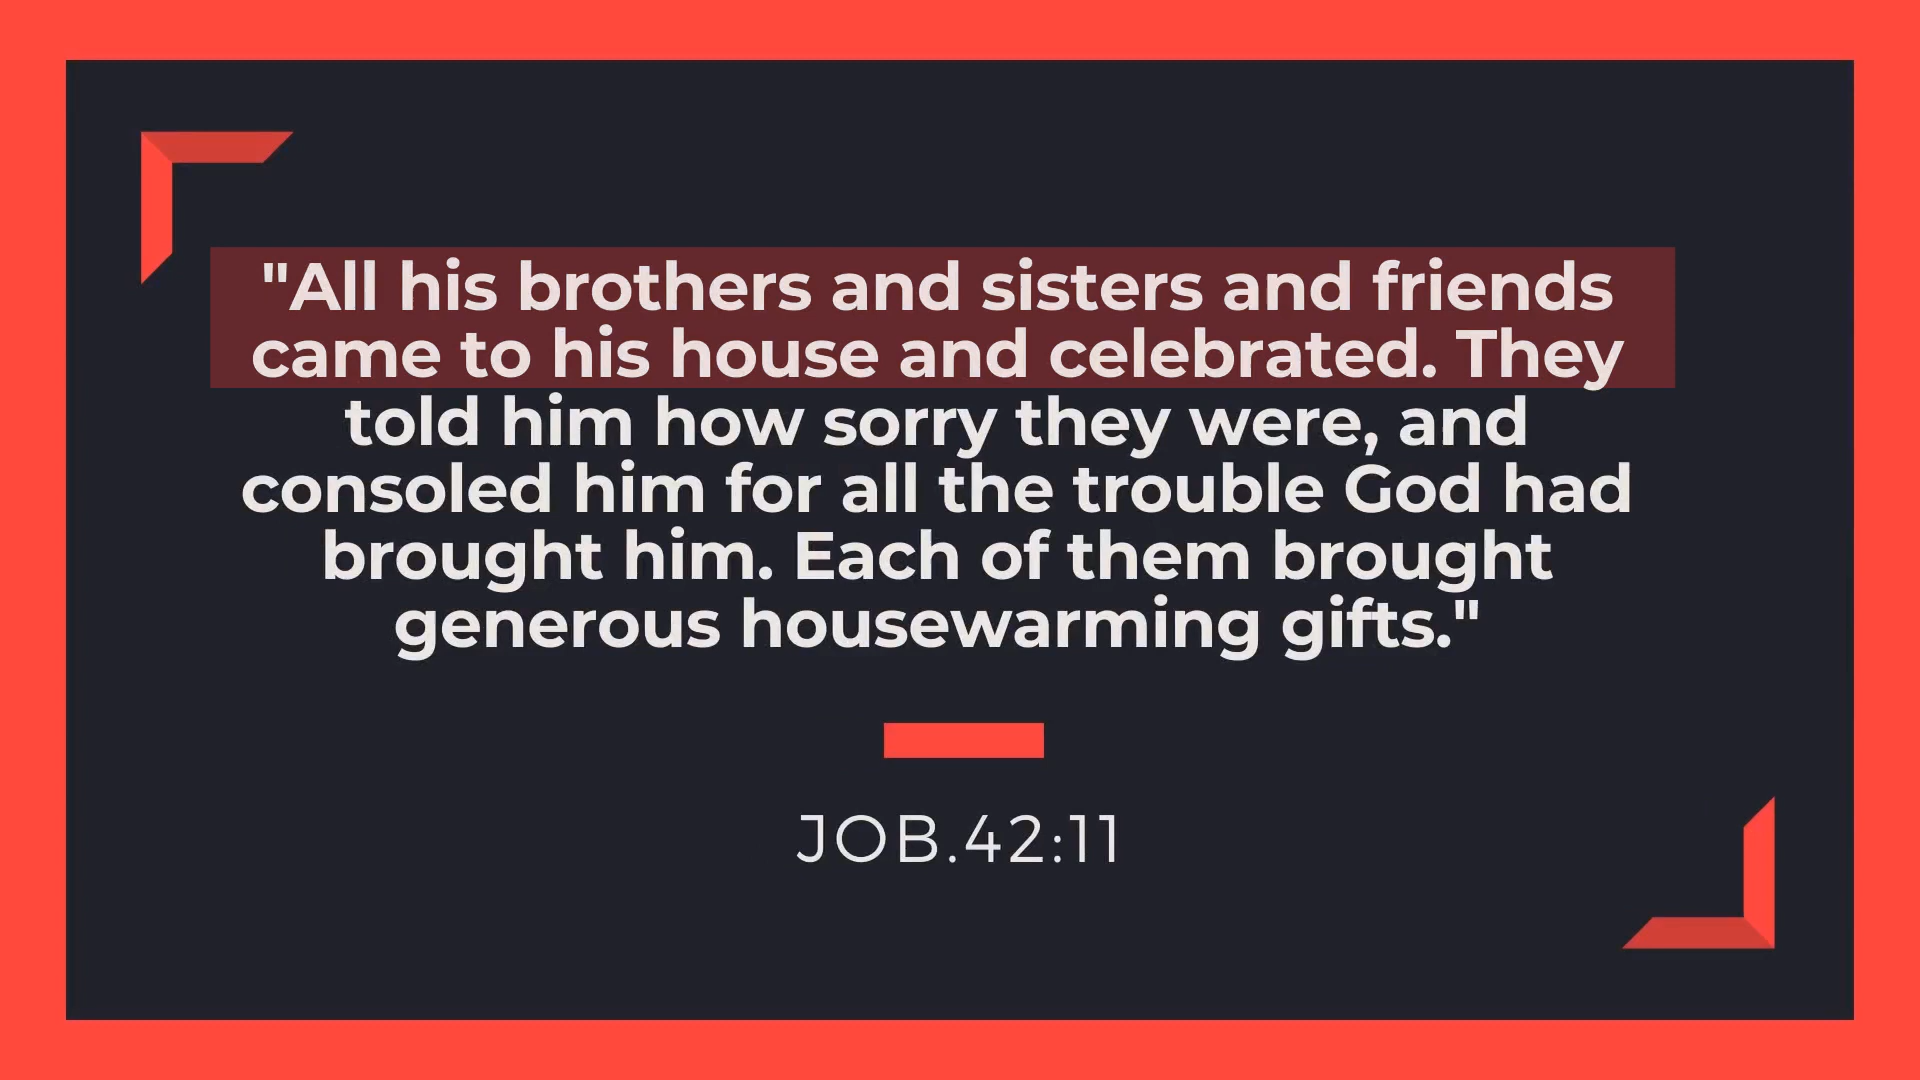 "All his brothers and sisters and friends
came to his house and celebrated. They
told him how sorry they were, and
consoled him for all the trouble God had
brought him. Each of them brought
generous housewarming gifts."
JOB.42:11